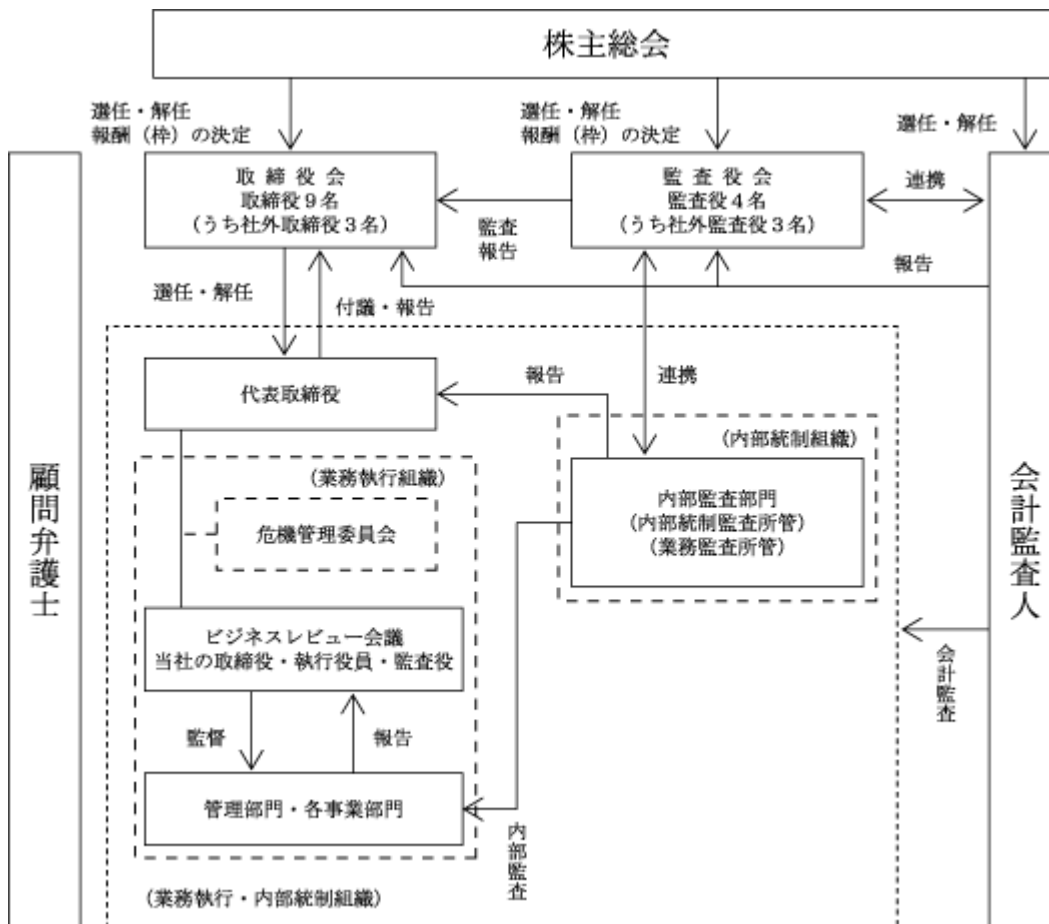 株主総会
選任・解任
報酬（枠）の決定
選任・解任
報酬（枠）の決定
選任・解任
取締役会
取締役９名
（うち社外取締役３名）
監査役会
監査役４名
（うち社外監査役３名）
連携
監査
報告
報告
選任・解任
付議・報告
代表取締役
報告
連携
（内部統制組織）
（業務執行組織）
危機管理委員会
内部監査部門
（内部統制監査所管）
（業務監査所管）
顧問弁護士
会計監査人
ビジネスレビュー会議
当社の取締役・執行役員・監査役
会計監査
監督
報告
管理部門・各事業部門
内部監査
（業務執行・内部統制組織）